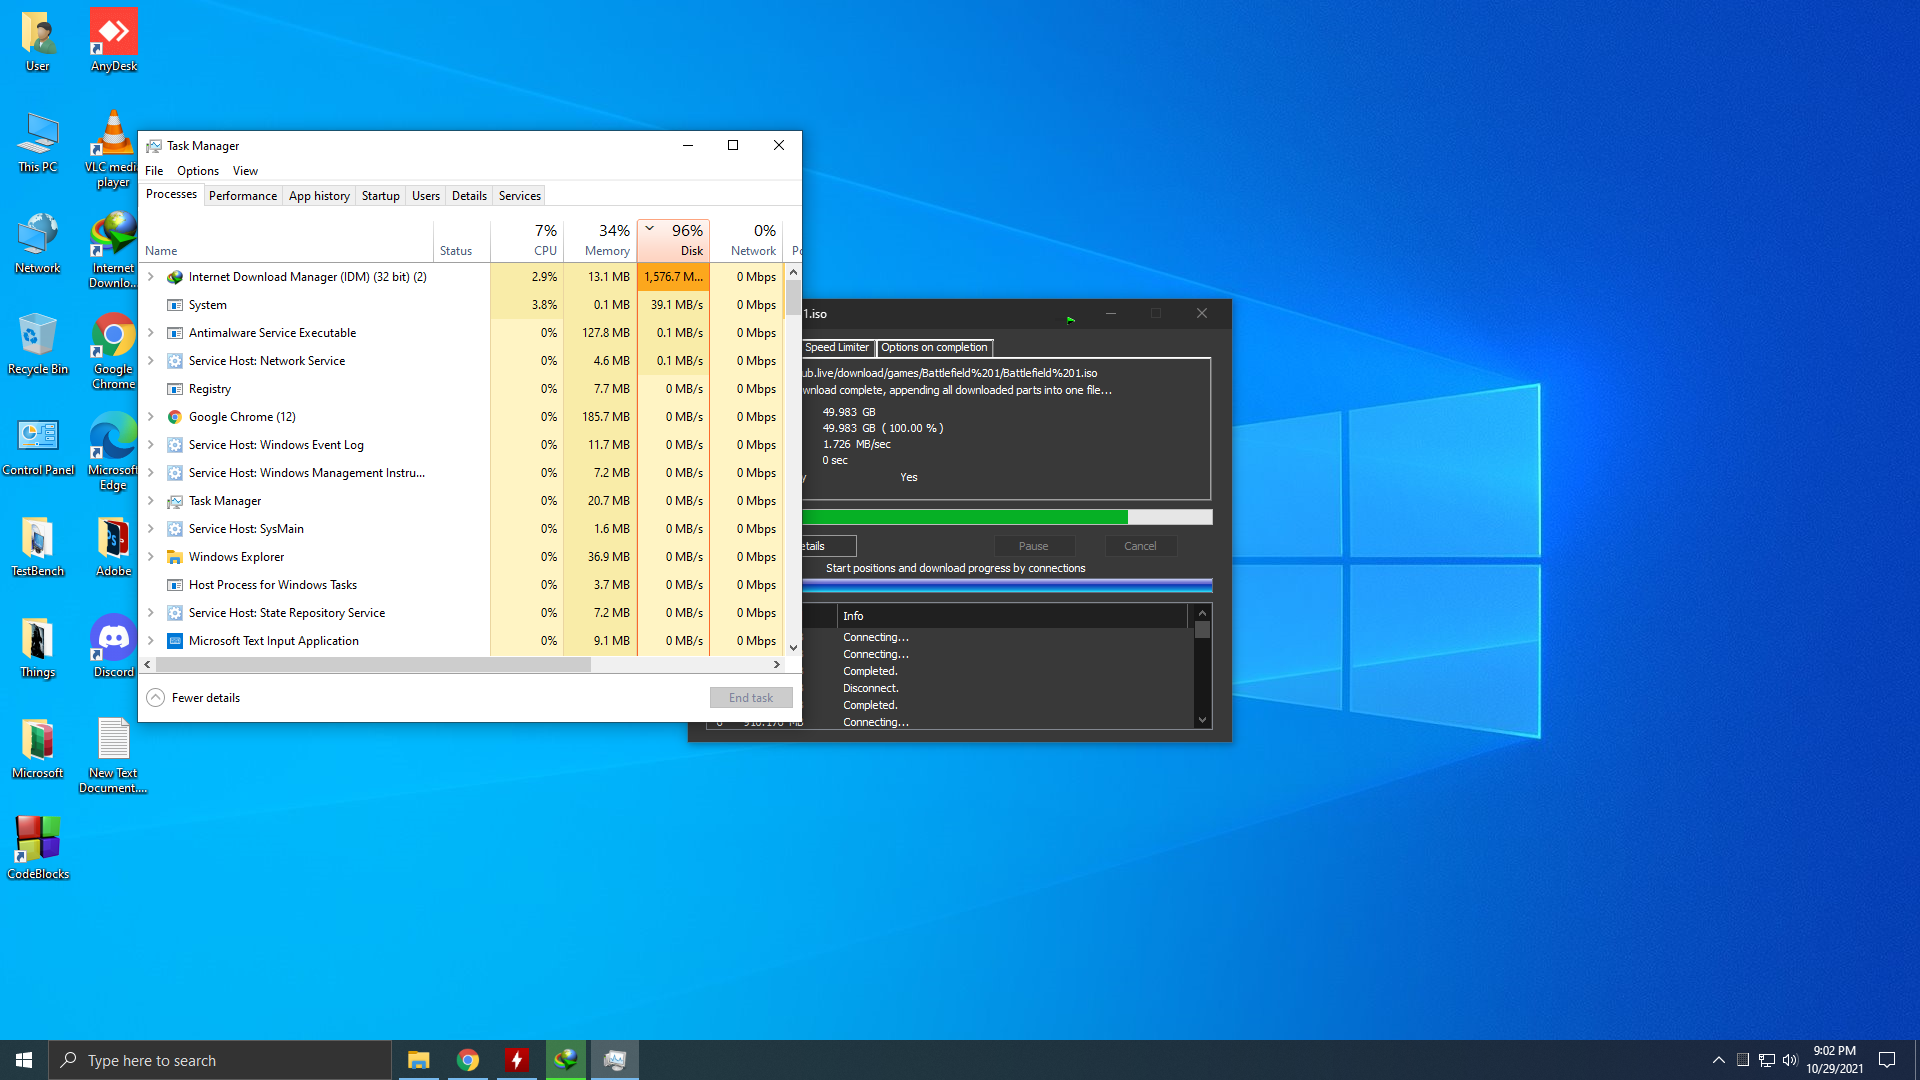 User
AnyDesk
This PC
VLC medi
player
Network
Internet
Downlo...
Recycle Bin
Google
Chrome
Control Panel
Microsoft
Edge
TestBench
Adobe
Things
Discord
Microsoft
New Text
Document....
CodeBlocks
Task Manager
File Options View
Processes Performance App history Startup Users Details Services
7% 34% 96% 0%
Name Status CPU Memory Disk Network Po
Internet Download Manager (IDM) (32 bit) (2) 2.9% 13.1 MB 1,576.7 M... 0 Mbps
System 3.8% 0.1 MB 39.1 MB/s 0 Mbps
Antimalware Service Executable 0% 127.8 MB 0.1 MB/s 0 Mbps
Service Host: Network Service 0% 4.6 MB 0.1 MB/s 0 Mbps
Registry 0% 7.7 MB 0 MB/s 0 Mbps
Google Chrome (12) 0% 185.7 MB 0 MB/s 0 Mbps
Service Host: Windows Event Log 0% 11.7 MB 0 MB/s 0 Mbps
Service Host: Windows Management Instru... 0% 7.2 MB 0 MB/s 0 Mbps
Task Manager 0% 20.7 MB 0 MB/s 0 Mbps
Service Host: SysMain 0% 1.6 MB 0 MB/s 0 Mbps
Windows Explorer 0% 36.9 MB 0 MB/s 0 Mbps
Host Process for Windows Tasks 0% 3.7 MB 0 MB/s 0 Mbps
Service Host: State Repository Service 0% 7.2 MB 0 MB/s 0 Mbps
Microsoft Text Input Application 0% 9.1 MB 0 MB/s 0 Mbps
Fewer details End task
1.iso
Speed Limiter Options on completion
ub.live/download/games/Battlefield%201/Battlefield%201.iso
wnload complete, appending all downloaded parts into one file...
49.983 GB
49.983 GB ( 100.00 % )
1.726 MB/sec
0 sec
y Yes
etails Pause Cancel
Start positions and download progress by connections
Info
Connecting...
Connecting...
Completed.
Disconnect.
Completed.
Connecting...
Type here to search
9:02 PM
10/29/2021